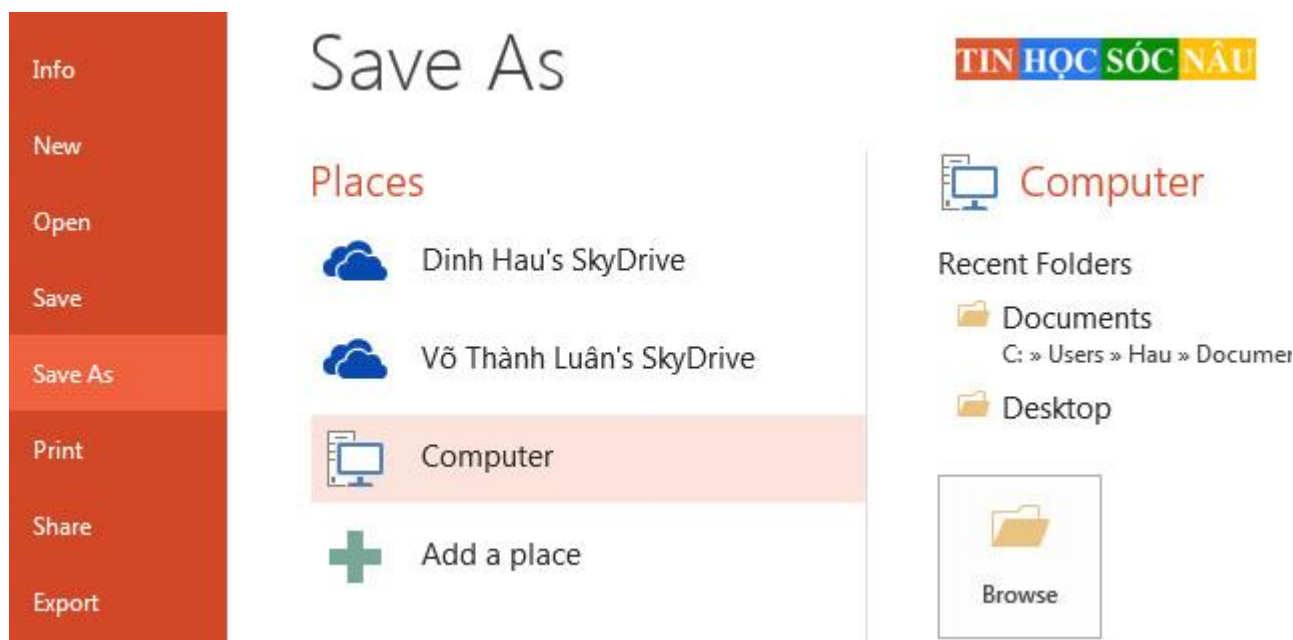 Info
New
Open
Save
Save As
Print
Share
Export
Save As
Places
Dinh Hau's SkyDrive
Võ Thành Luân's SkyDrive
Computer
Add a place
TIN HỌC SÓC NÂU
Computer
Recent Folders
Documents
C: » Users » Hau »
Desktop
Browse